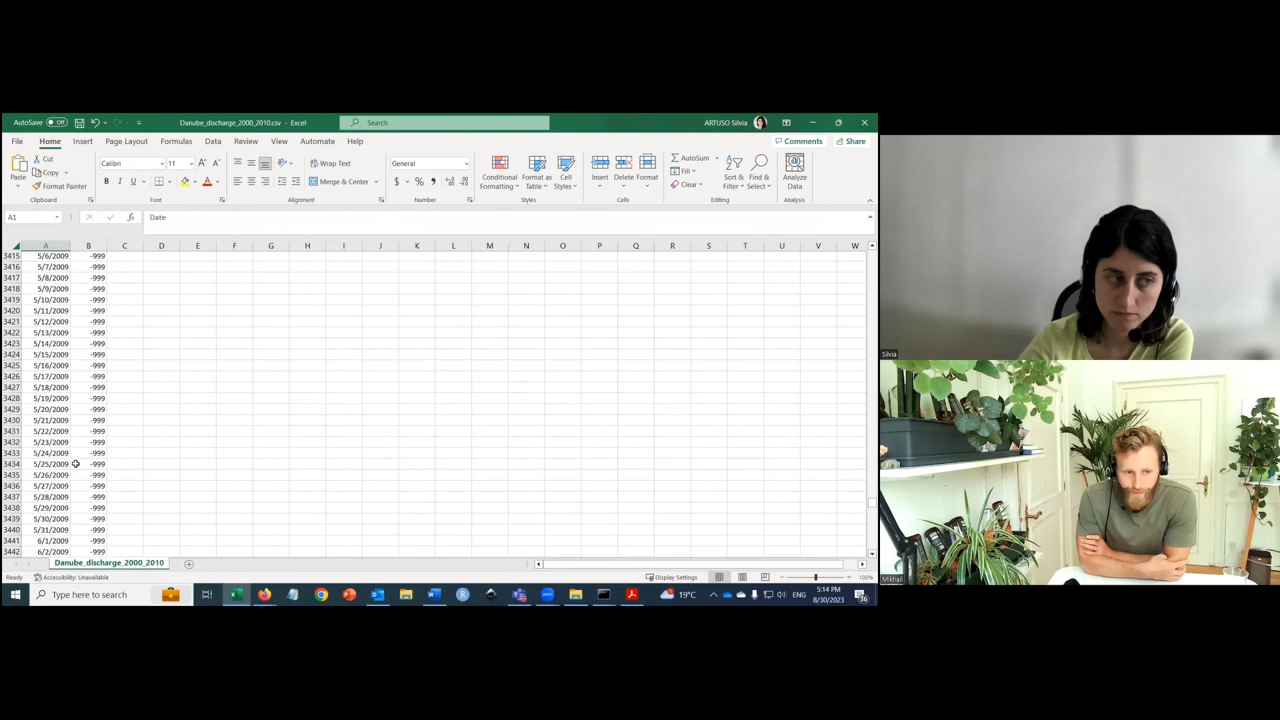 AutoSave Off Danube_discharge_2000_2010.csv - Excel Search ARTUSO Silvia
File Home Insert Page Layout Formulas Data Review View Automate Help Comments Share
Paste Cut Copy Format Painter Clipboard
Calibri 11 B I U Font
Wrap Text Merge & Center Alignment
General $ % Number
Conditional Formatting Format as Table Cell Styles Styles
Insert Delete Format Cells
AutoSum Fill Clear Sort & Filter Find & Select Editing
Analyze Data Analysis
A1 fx Date
A B C D E F G H I J K L M N O P Q R S T U V W
3415 5/6/2009 -999
3416 5/7/2009 -999
3417 5/8/2009 -999
3418 5/9/2009 -999
3419 5/10/2009 -999
3420 5/11/2009 -999
3421 5/12/2009 -999
3422 5/13/2009 -999
3423 5/14/2009 -999
3424 5/15/2009 -999
3425 5/16/2009 -999
3426 5/17/2009 -999
3427 5/18/2009 -999
3428 5/19/2009 -999
3429 5/20/2009 -999
3430 5/21/2009 -999
3431 5/22/2009 -999
3432 5/23/2009 -999
3433 5/24/2009 -999
3434 5/25/2009 -999
3435 5/26/2009 -999
3436 5/27/2009 -999
3437 5/28/2009 -999
3438 5/29/2009 -999
3439 5/30/2009 -999
3440 5/31/2009 -999
3441 6/1/2009 -999
3442 6/2/2009 -999
Danube_discharge_2000_2010
Ready Accessibility: Unavailable Display Settings 100%
Type here to search 19°C ENG 5:14 PM
8/30/2023
Silvia
Mikhail